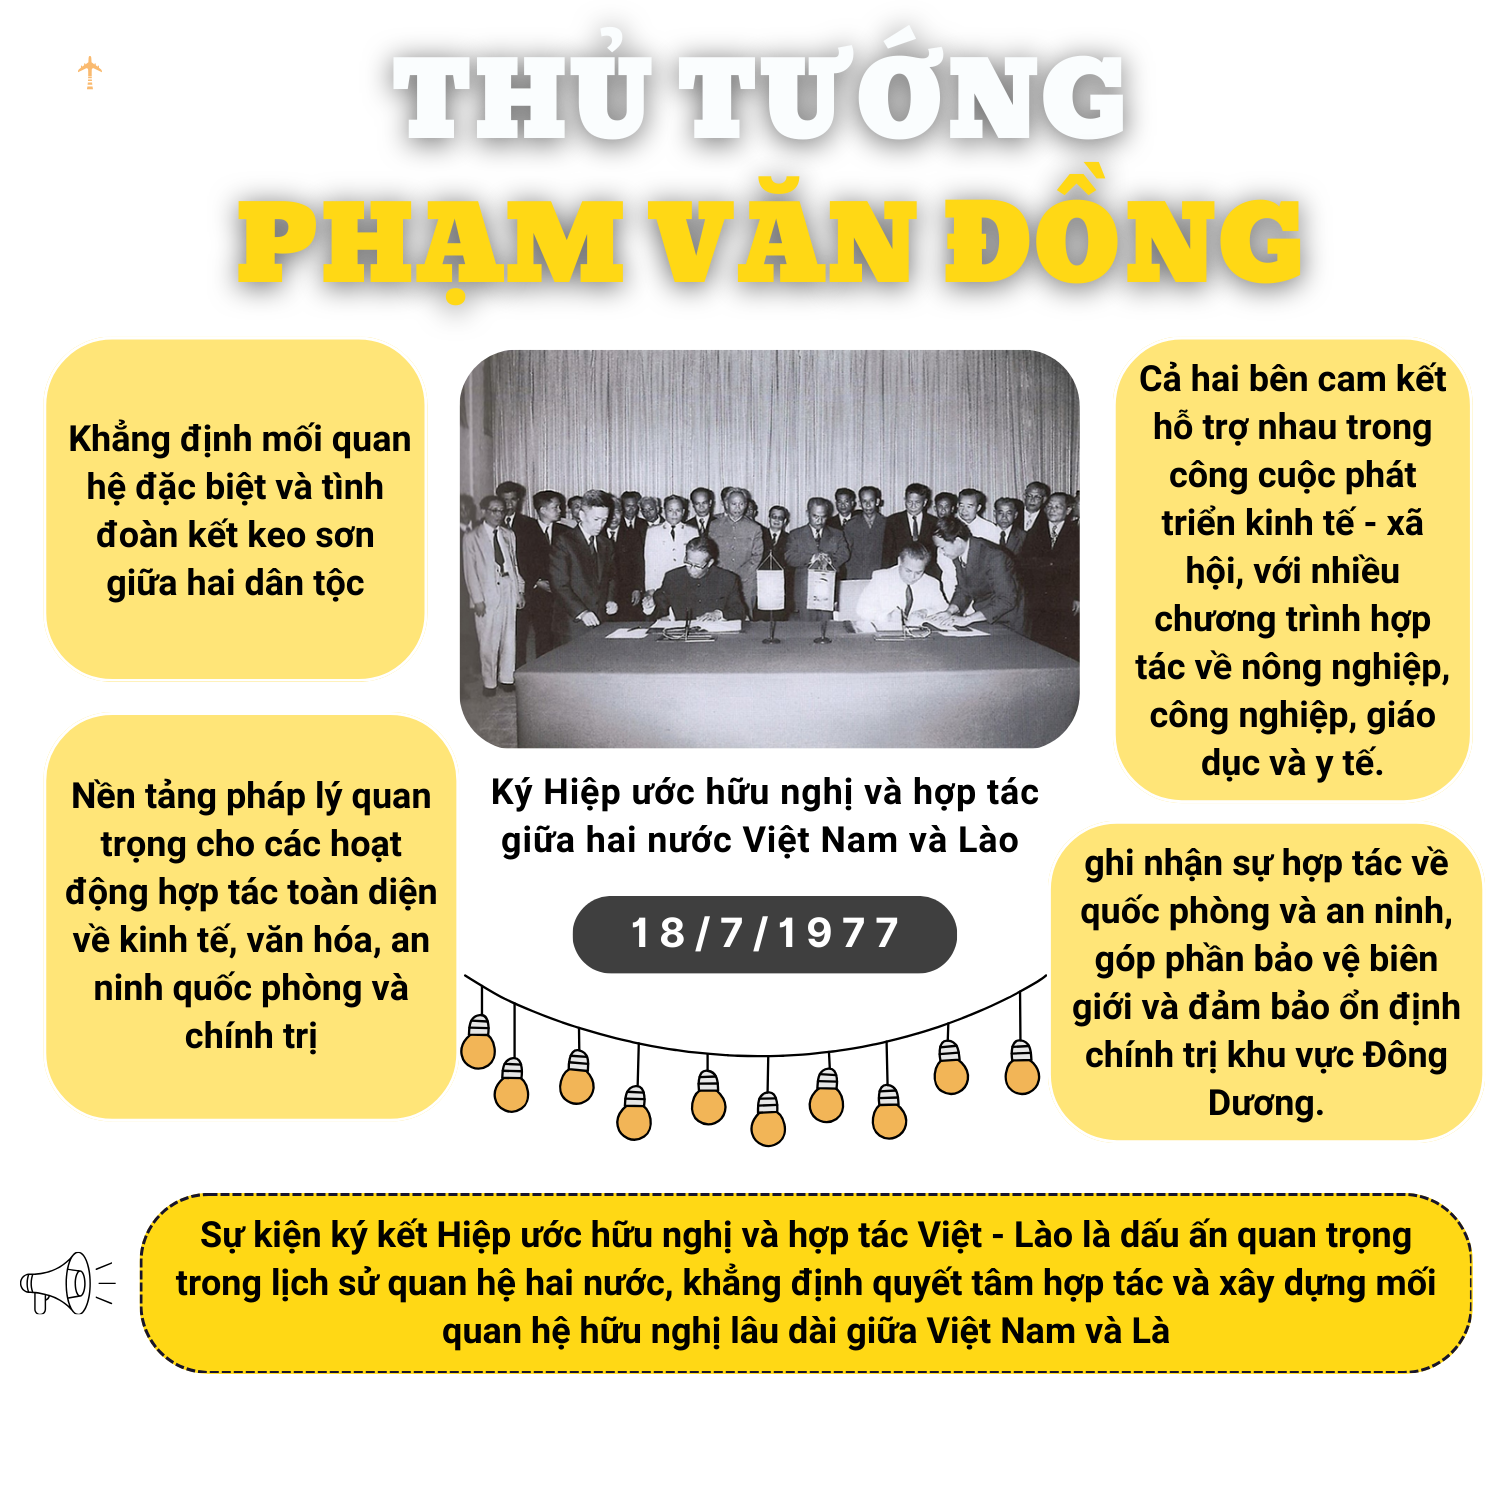 THỦ TƯỚNG
PHẠM VĂN ĐỒNG
Khẳng định mối quan
hệ đặc biệt và tình
đoàn kết keo sơn
giữa hai dân tộc
Nền tảng pháp lý quan
trọng cho các hoạt
động hợp tác toàn diện
về kinh tế, văn hóa, an
ninh quốc phòng và
chính trị
Ký Hiệp ước hữu nghị và hợp tác
giữa hai nước Việt Nam và Lào
18/7/1977
Cả hai bên cam kết
hỗ trợ nhau trong
công cuộc phát
triển kinh tế - xã
hội, với nhiều
chương trình hợp
tác về nông nghiệp,
công nghiệp, giáo
dục và y tế.
ghi nhận sự hợp tác về
quốc phòng và an ninh,
góp phần bảo vệ biên
giới và đảm bảo ổn định
chính trị khu vực Đông
Dương.
Sự kiện ký kết Hiệp ước hữu nghị và hợp tác Việt - Lào là dấu ấn quan trọng
trong lịch sử quan hệ hai nước, khẳng định quyết tâm hợp tác và xây dựng mối
quan hệ hữu nghị lâu dài giữa Việt Nam và Là